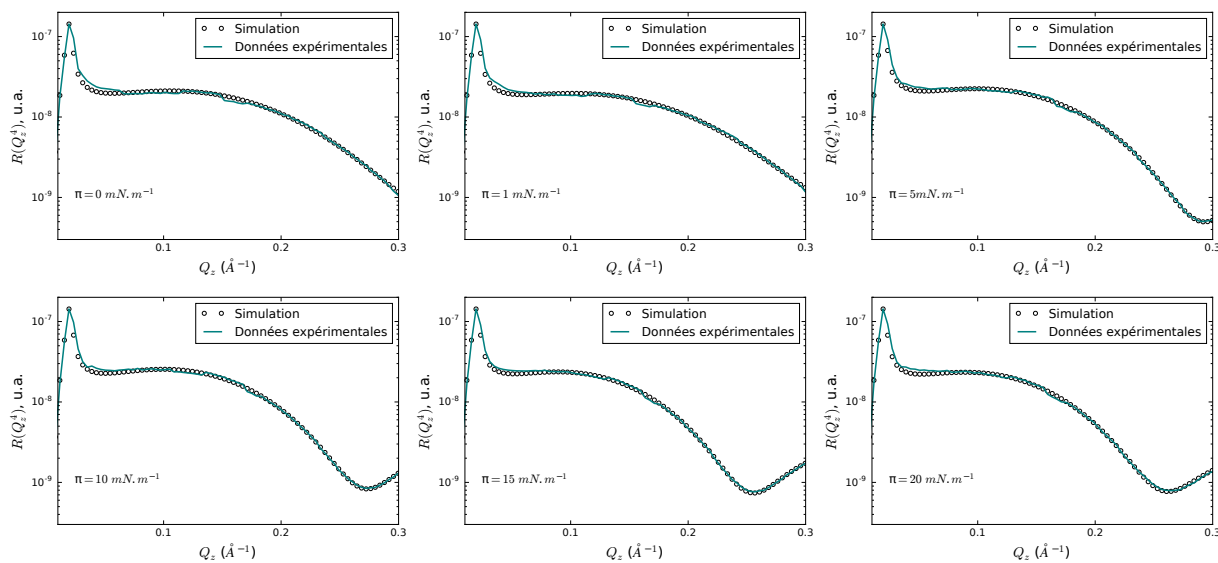 Simulation
Données expérimentales
10⁻⁷
10⁻⁸
10⁻⁹
R(Q_z⁴), u.a.
π = 0 mN.m⁻¹
0.1 0.2 0.3
Q_z (Å⁻¹)
Simulation
Données expérimentales
10⁻⁷
10⁻⁸
10⁻⁹
R(Q_z⁴), u.a.
π = 1 mN.m⁻¹
0.1 0.2 0.3
Q_z (Å⁻¹)
Simulation
Données expérimentales
10⁻⁷
10⁻⁸
10⁻⁹
R(Q_z⁴), u.a.
π = 5mN.m⁻¹
0.1 0.2 0.3
Q_z (Å⁻¹)
Simulation
Données expérimentales
10⁻⁷
10⁻⁸
10⁻⁹
R(Q_z⁴), u.a.
π = 10 mN.m⁻¹
0.1 0.2 0.3
Q_z (Å⁻¹)
Simulation
Données expérimentales
10⁻⁷
10⁻⁸
10⁻⁹
R(Q_z⁴), u.a.
π = 15 mN.m⁻¹
0.1 0.2 0.3
Q_z (Å⁻¹)
Simulation
Données expérimentales
10⁻⁷
10⁻⁸
10⁻⁹
R(Q_z⁴), u.a.
π = 20 mN.m⁻¹
0.1 0.2 0.3
Q_z (Å⁻¹)